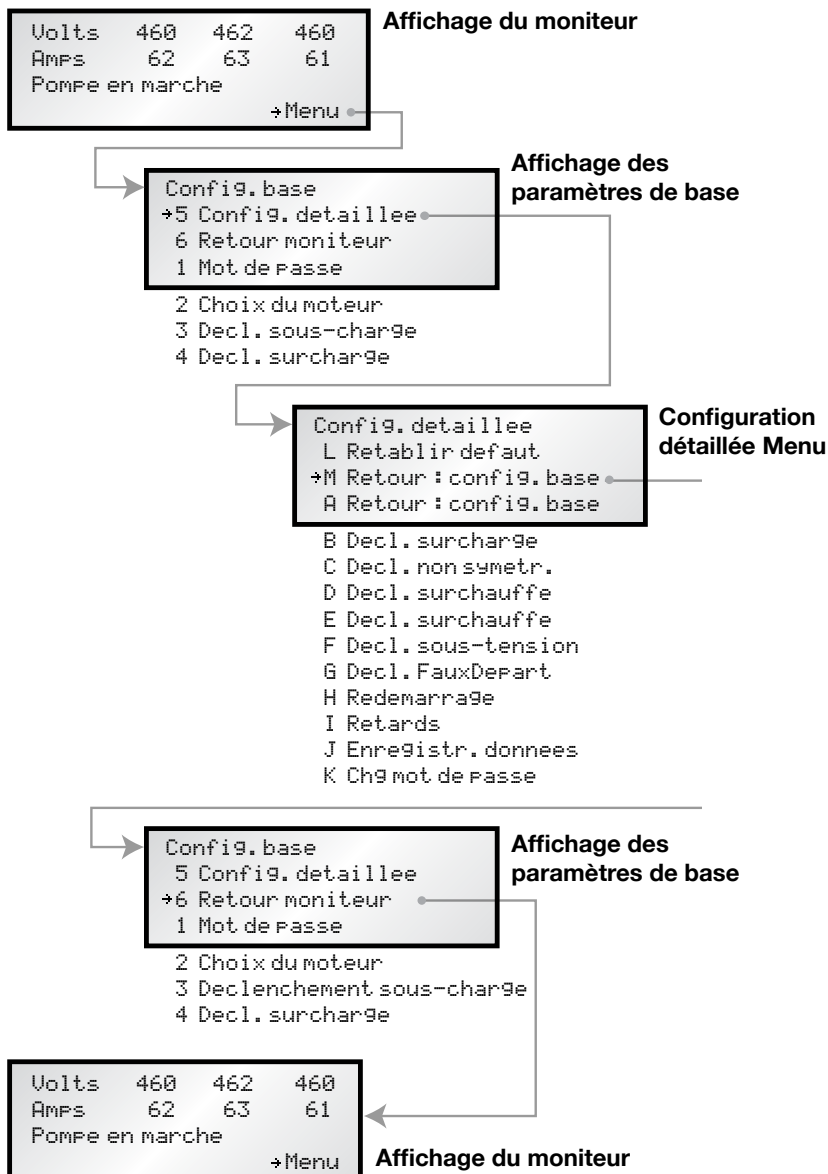 Affichage du moniteur
Volts 460 462 460
Amps 62 63 61
Pompe en marche
→Menu
Affichage des
paramètres de base
Config. base
→5 Config. detaillee
6 Retour moniteur
1 Mot de passe
2 Choix du moteur
3 Decl. sous-charge
4 Decl. surcharge
Configuration
détaillée Menu
Config. detaillee
L Retablir defaut
→M Retour : config. base
A Retour : config. base
B Decl. surcharge
C Decl. non symetr.
D Decl. surchauffe
E Decl. surchauffe
F Decl. sous-tension
G Decl. FauxDepart
H Redemarrage
I Retards
J Enregistr. donnees
K Chg mot de passe
Affichage des
paramètres de base
Config. base
5 Config. detaillee
→6 Retour moniteur
1 Mot de passe
2 Choix du moteur
3 Declenchement sous-charge
4 Decl. surcharge
Volts 460 462 460
Amps 62 63 61
Pompe en marche
→Menu
Affichage du moniteur